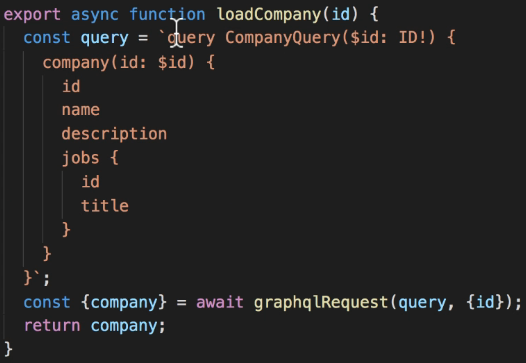 export async function loadCompany(id) {
  const query = `query CompanyQuery($id: ID!) {
    company(id: $id) {
      id
      name
      description
      jobs {
        id
        title
      }
    }
  }`;
  const {company} = await graphqlRequest(query, {id});
  return company;
}